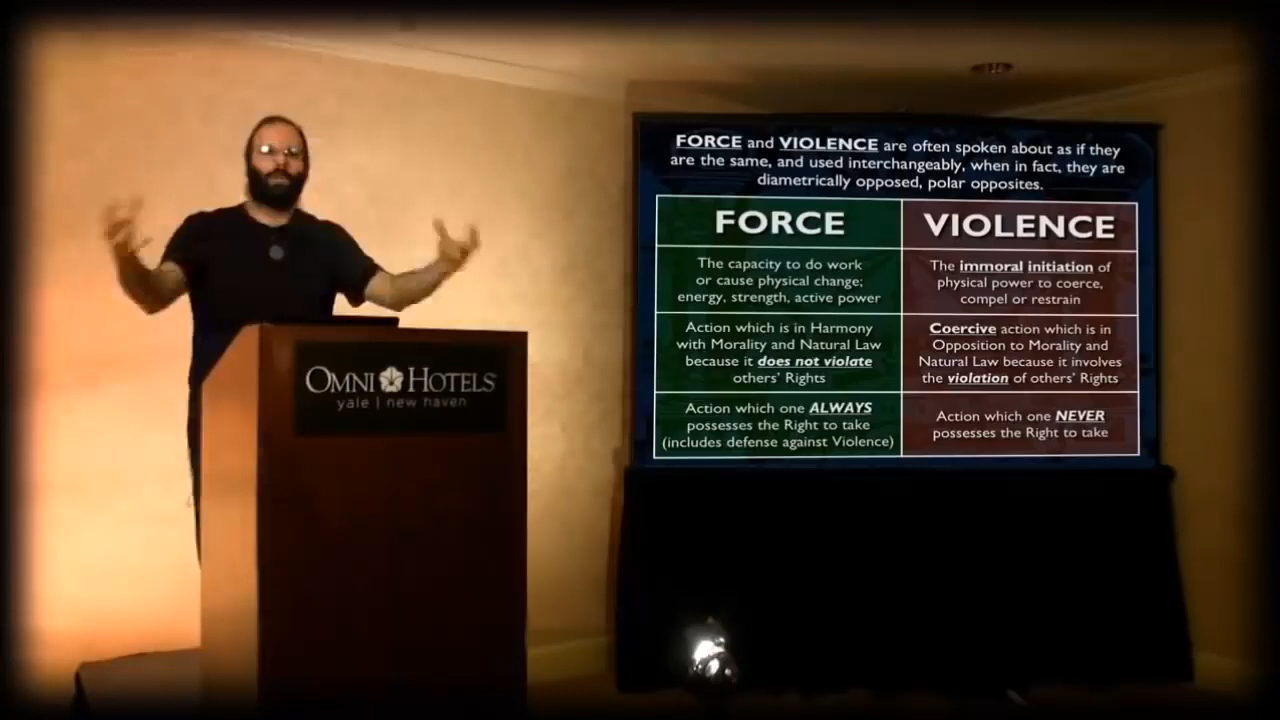 OMNI HOTELS
yale | new haven
FORCE and VIOLENCE are often spoken about as if they
are the same, and used interchangeably, when in fact, they are
diametrically opposed, polar opposites.
FORCE
VIOLENCE
The capacity to do work
or cause physical change;
energy, strength, active power
The immoral initiation of
physical power to coerce,
compel or restrain
Action which is in Harmony
with Morality and Natural Law
because it does not violate
others' Rights
Coercive action which is in
Opposition to Morality and
Natural Law because it involves
the violation of others' Rights
Action which one ALWAYS
possesses the Right to take
(includes defense against Violence)
Action which one NEVER
possesses the Right to take